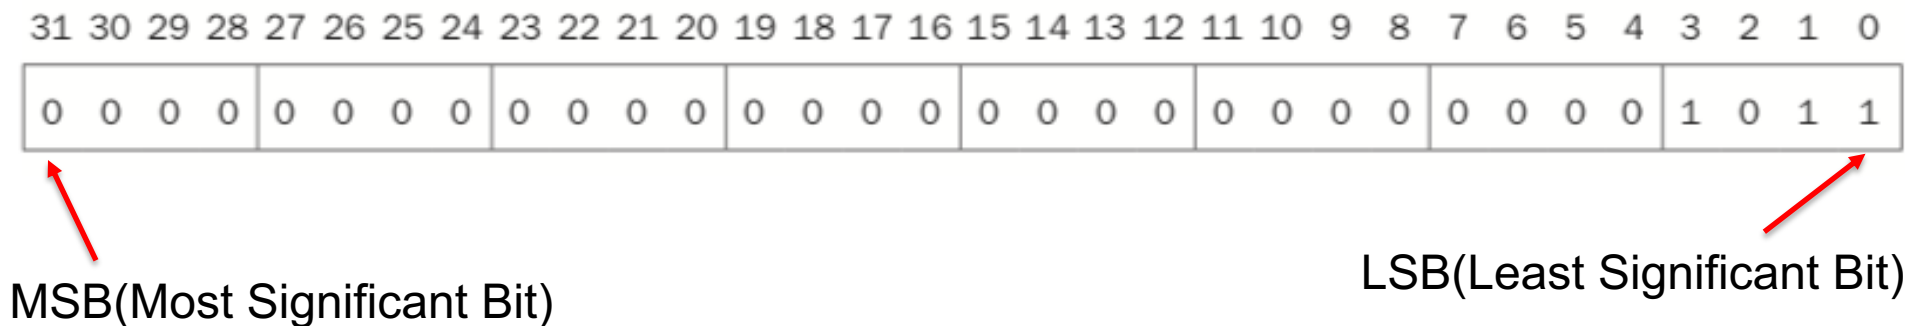 31 30 29 28 27 26 25 24 23 22 21 20 19 18 17 16 15 14 13 12 11 10 9 8 7 6 5 4 3 2 1 0
0 0 0 0 0 0 0 0 0 0 0 0 0 0 0 0 0 0 0 0 0 0 0 0 0 0 0 0 1 0 1 1
LSB(Least Significant Bit)
MSB(Most Significant Bit)